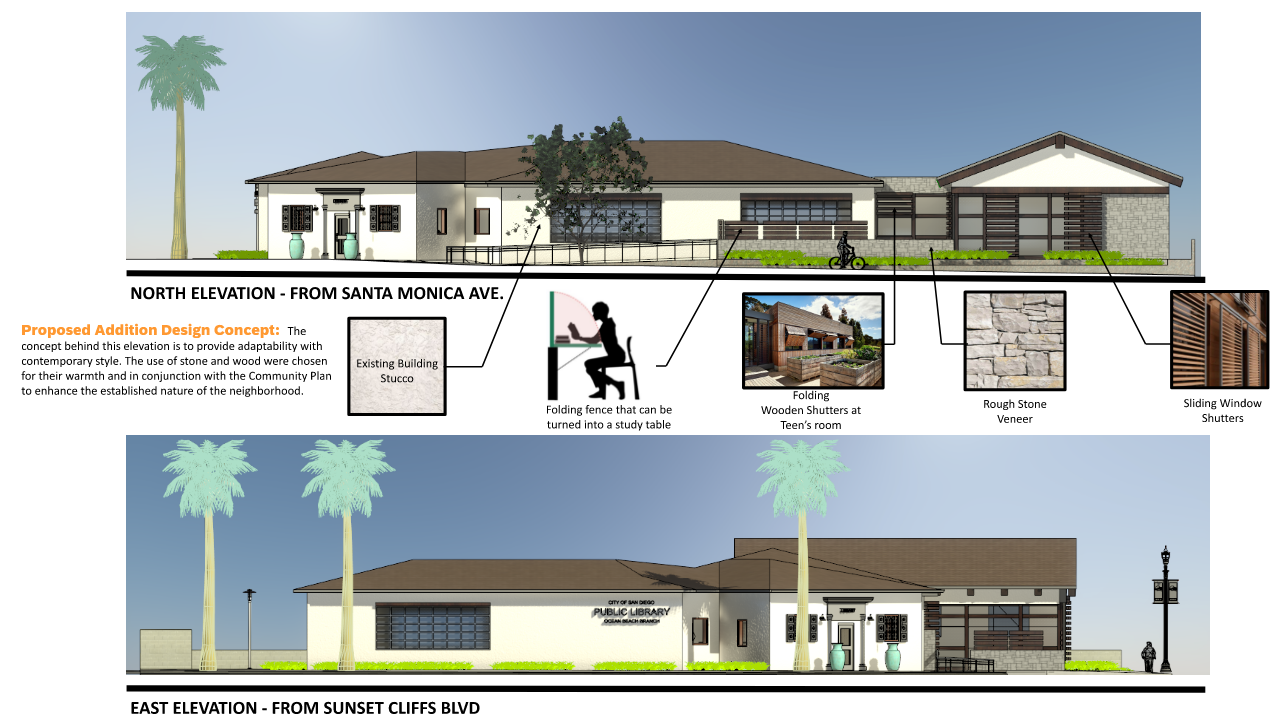 NORTH ELEVATION - FROM SANTA MONICA AVE.
Proposed Addition Design Concept: The
concept behind this elevation is to provide adaptability with
contemporary style. The use of stone and wood were chosen
for their warmth and in conjunction with the Community Plan
to enhance the established nature of the neighborhood.
Existing Building
Stucco
Folding fence that can be
turned into a study table
Folding
Wooden Shutters at
Teen's room
Rough Stone
Veneer
Sliding Window
Shutters
CITY OF SAN DIEGO
PUBLIC LIBRARY
OCEAN BEACH BRANCH
EAST ELEVATION - FROM SUNSET CLIFFS BLVD